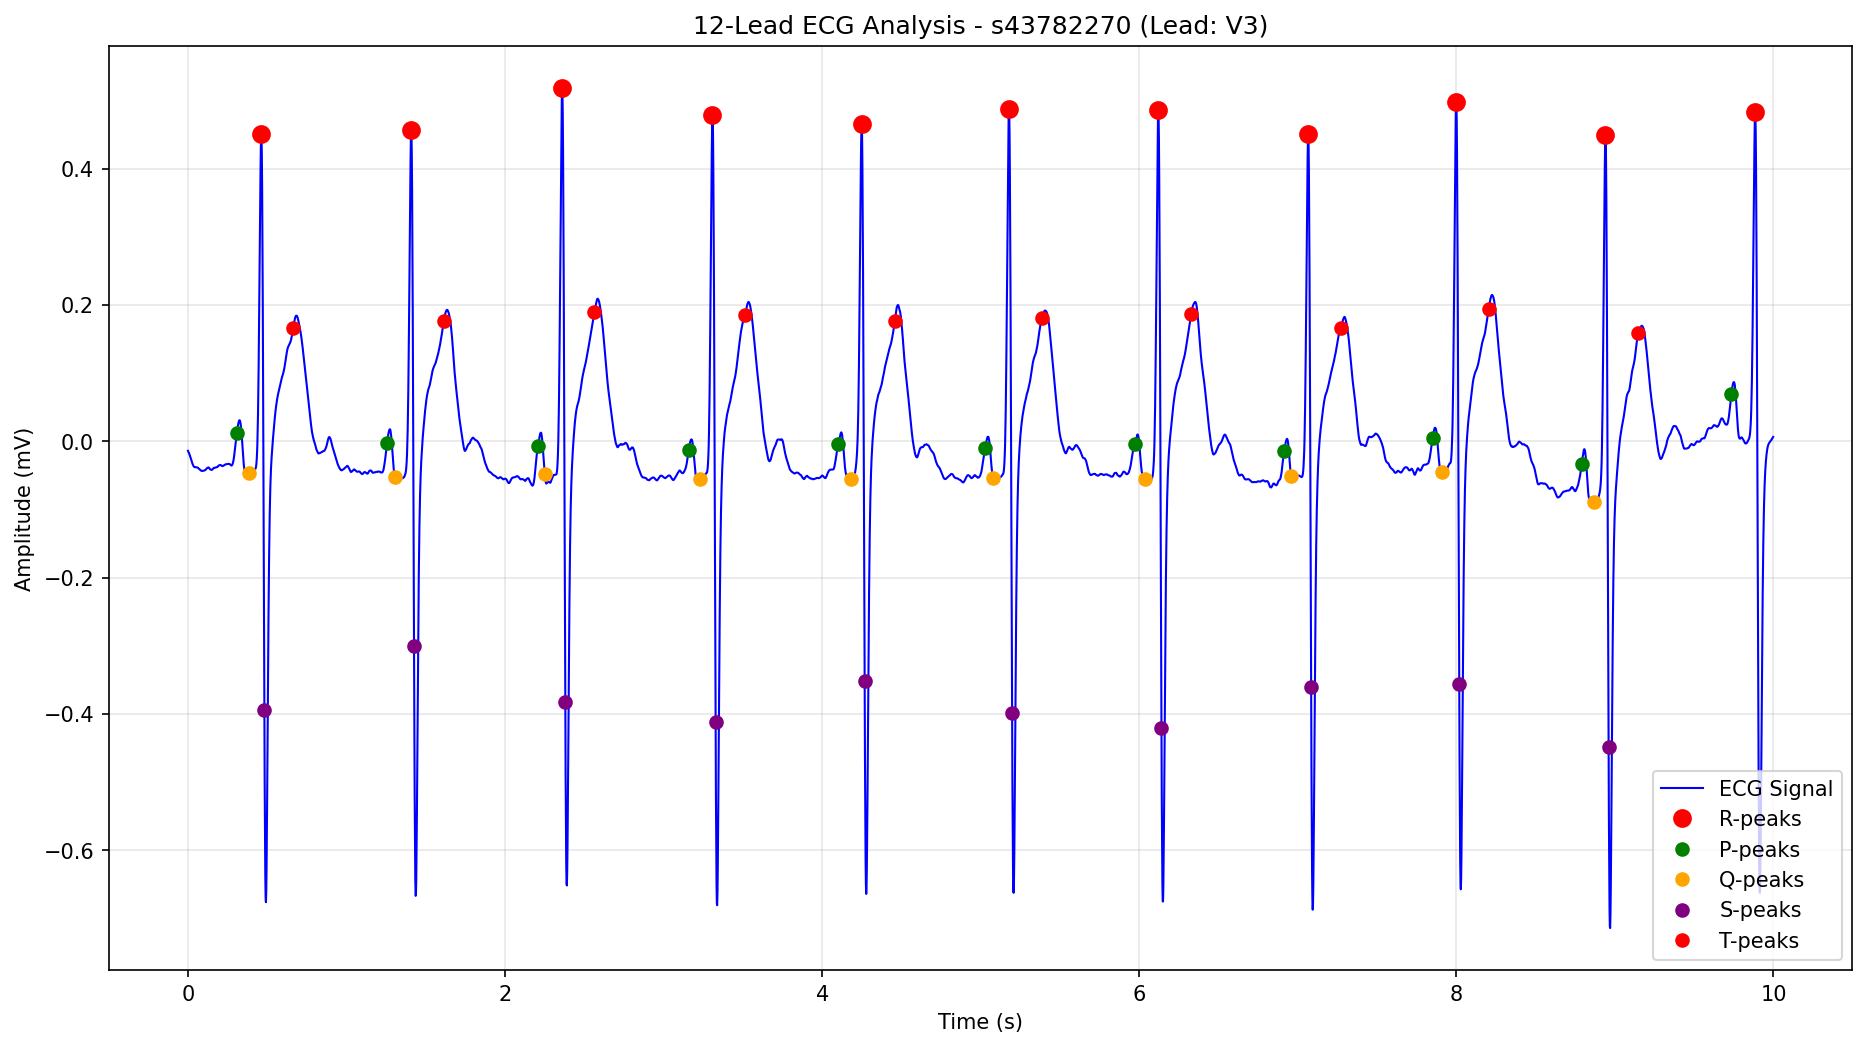 12-Lead ECG Analysis - s43782270 (Lead: V3)
Amplitude (mV)
0.4
0.2
0.0
−0.2
−0.4
−0.6
0 2 4 6 8 10
Time (s)
ECG Signal
R-peaks
P-peaks
Q-peaks
S-peaks
T-peaks